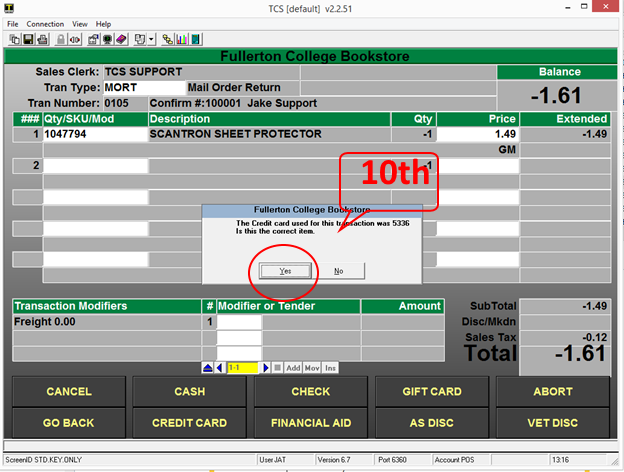 TCS [default] v2.2.51
File Connection View Help
Fullerton College Bookstore
Sales Clerk: TCS SUPPORT
Balance
Tran Type: MORT Mail Order Return
-1.61
Tran Number: 0105 Confirm #:100001 Jake Support
### Qty/SKU/Mod Description Qty Price Extended
1 1047794 SCANTRON SHEET PROTECTOR -1 1.49 -1.49
GM
2 -1
10th
Fullerton College Bookstore
The Credit card used for this transaction was 5336
Is this the correct item.
Yes No
Transaction Modifiers # Modifier or Tender Amount
SubTotal -1.49
Freight 0.00 1
Disc/Mkdn
Sales Tax -0.12
Total -1.61
1-1 Add Mov Ins
CANCEL CASH CHECK GIFT CARD ABORT
GO BACK CREDIT CARD FINANCIAL AID AS DISC VET DISC
ScreenID STD.KEY.ONLY User JAT Version 6.7 Port 6360 Account POS 13:16